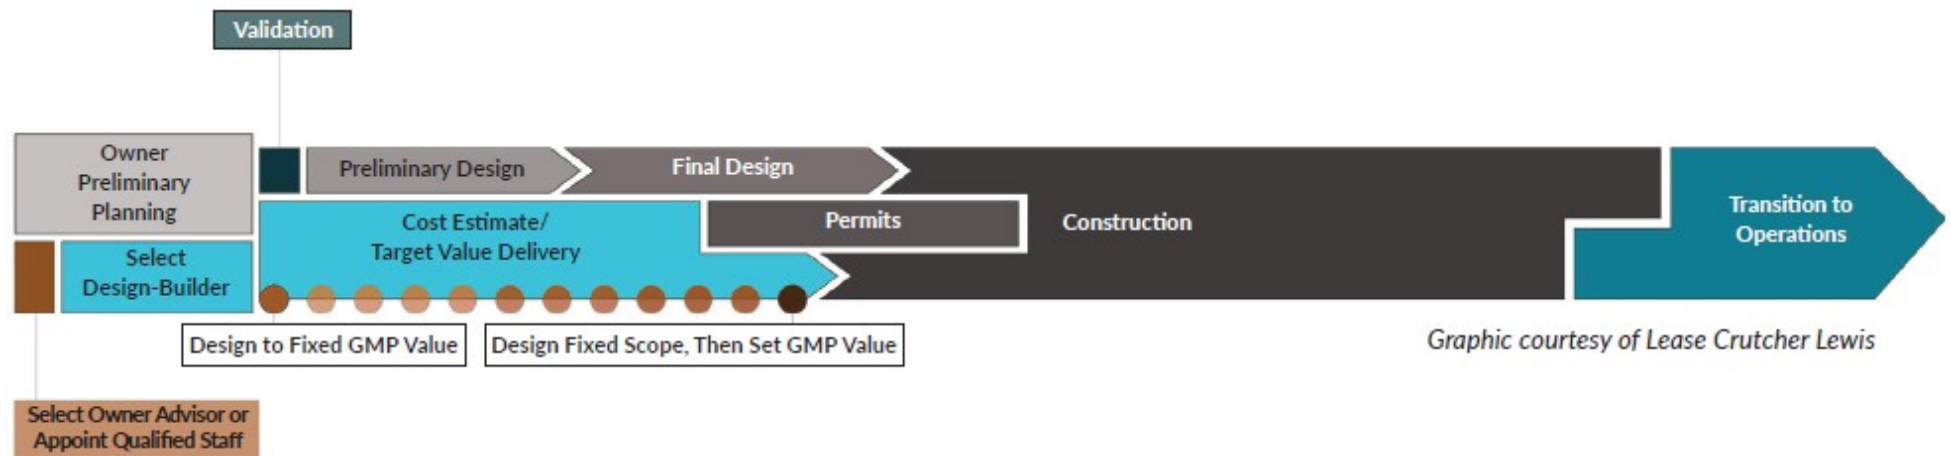 Validation
Owner
Preliminary
Planning
Preliminary Design
Final Design
Cost Estimate/
Target Value Delivery
Permits
Construction
Transition to
Operations
Select
Design-Builder
Design to Fixed GMP Value
Design Fixed Scope, Then Set GMP Value
Graphic courtesy of Lease Crutcher Lewis
Select Owner Advisor or
Appoint Qualified Staff